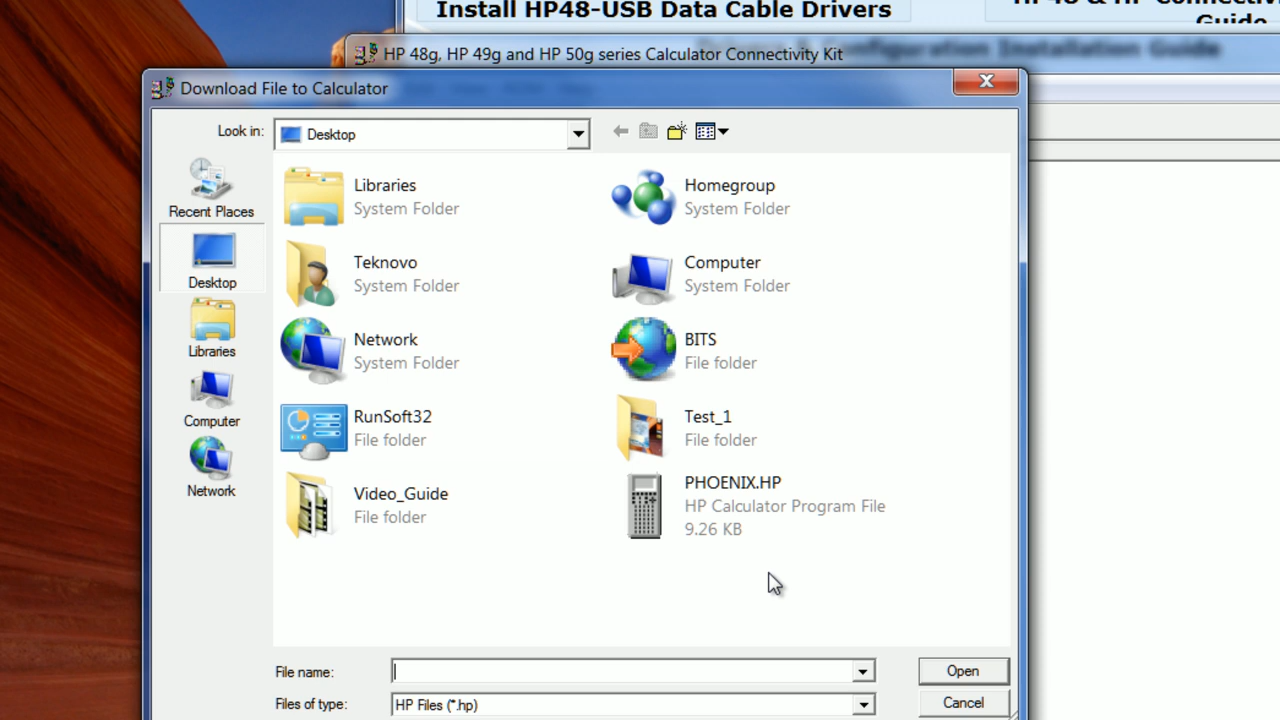 Install HP48-USB Data Cable Drivers
Guide
HP 48g, HP 49g and HP 50g series Calculator Connectivity Kit
Configuration Installation Guide
Download File to Calculator
Look in:
Desktop
Recent Places
Desktop
Libraries
Computer
Network
Libraries
System Folder
Homegroup
System Folder
Teknovo
System Folder
Computer
System Folder
Network
System Folder
BITS
File folder
RunSoft32
File folder
Test_1
File folder
Video_Guide
File folder
PHOENIX.HP
HP Calculator Program File
9.26 KB
File name:
Open
Files of type:
HP Files (*.hp)
Cancel